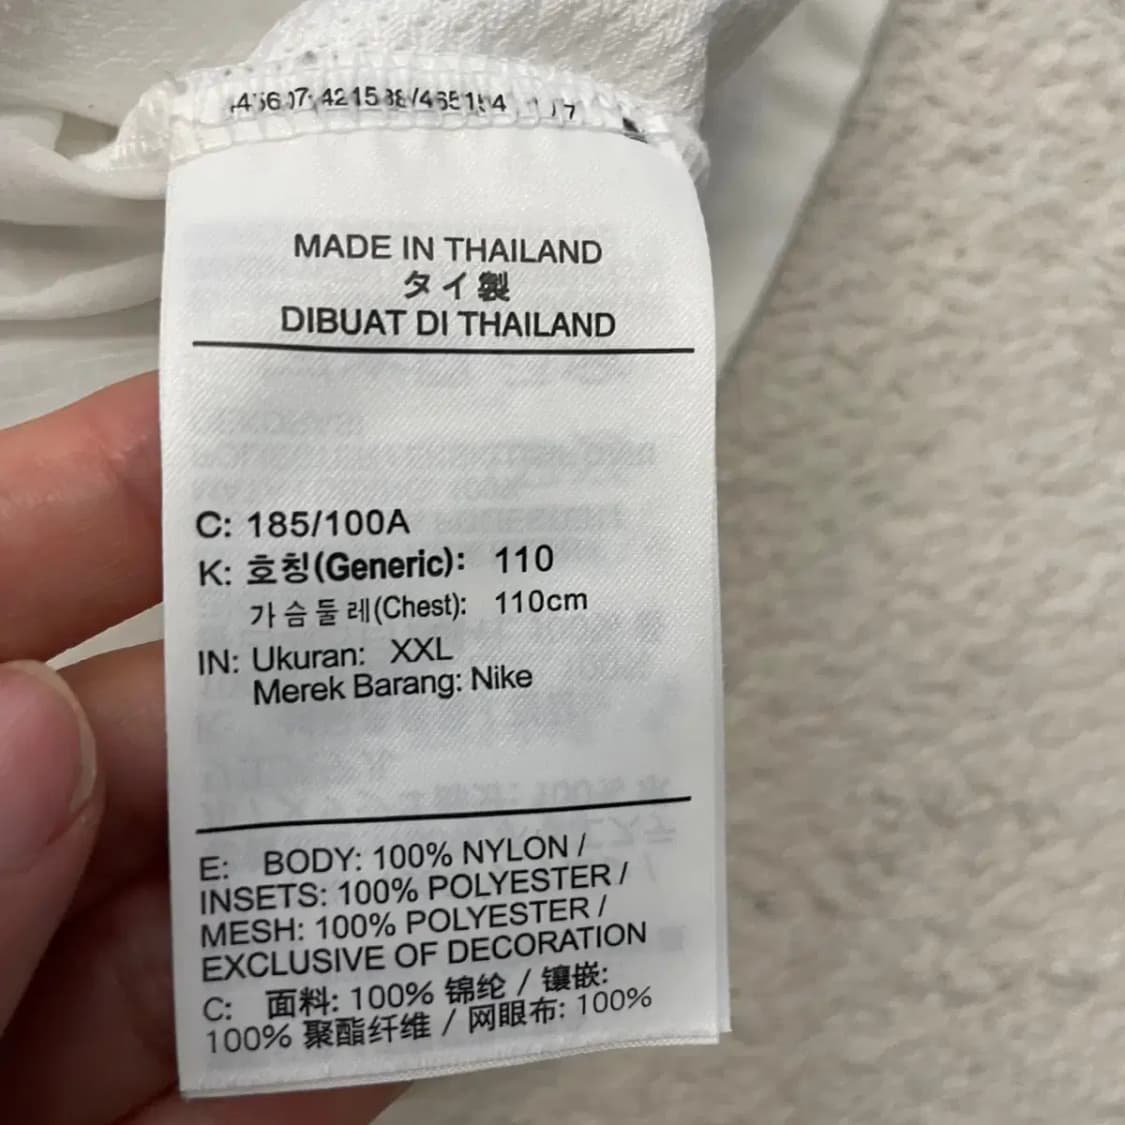 MADE IN THAILAND
タイ製
DIBUAT DI THAILAND
C: 185/100A
K: 호칭(Generic): 110
가슴둘레(Chest): 110cm
IN: Ukuran: XXL
Merek Barang: Nike
E: BODY: 100% NYLON /
INSETS: 100% POLYESTER /
MESH: 100% POLYESTER /
EXCLUSIVE OF DECORATION
C: 面料: 100% 锦纶 / 镶嵌:
100% 聚酯纤维 / 网眼布: 100%